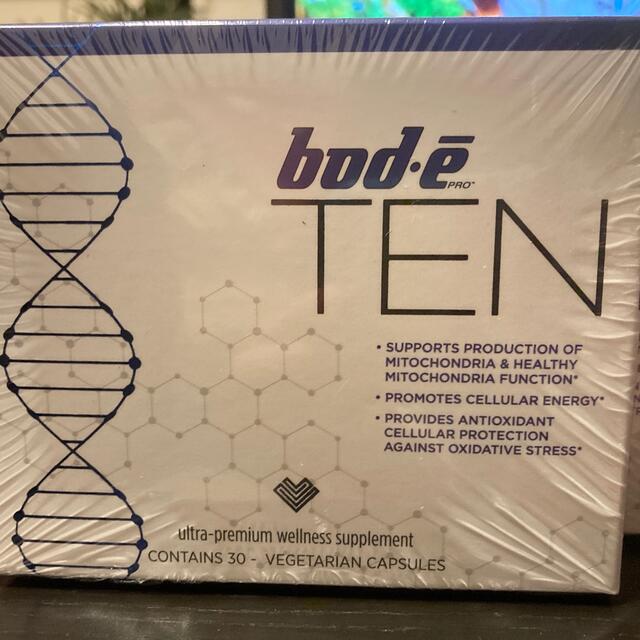 bod·ē
PRO™
TEN
• SUPPORTS PRODUCTION OF
MITOCHONDRIA & HEALTHY
MITOCHONDRIA FUNCTION*
• PROMOTES CELLULAR ENERGY*
• PROVIDES ANTIOXIDANT
CELLULAR PROTECTION
AGAINST OXIDATIVE STRESS*
ultra-premium wellness supplement
CONTAINS 30 - VEGETARIAN CAPSULES